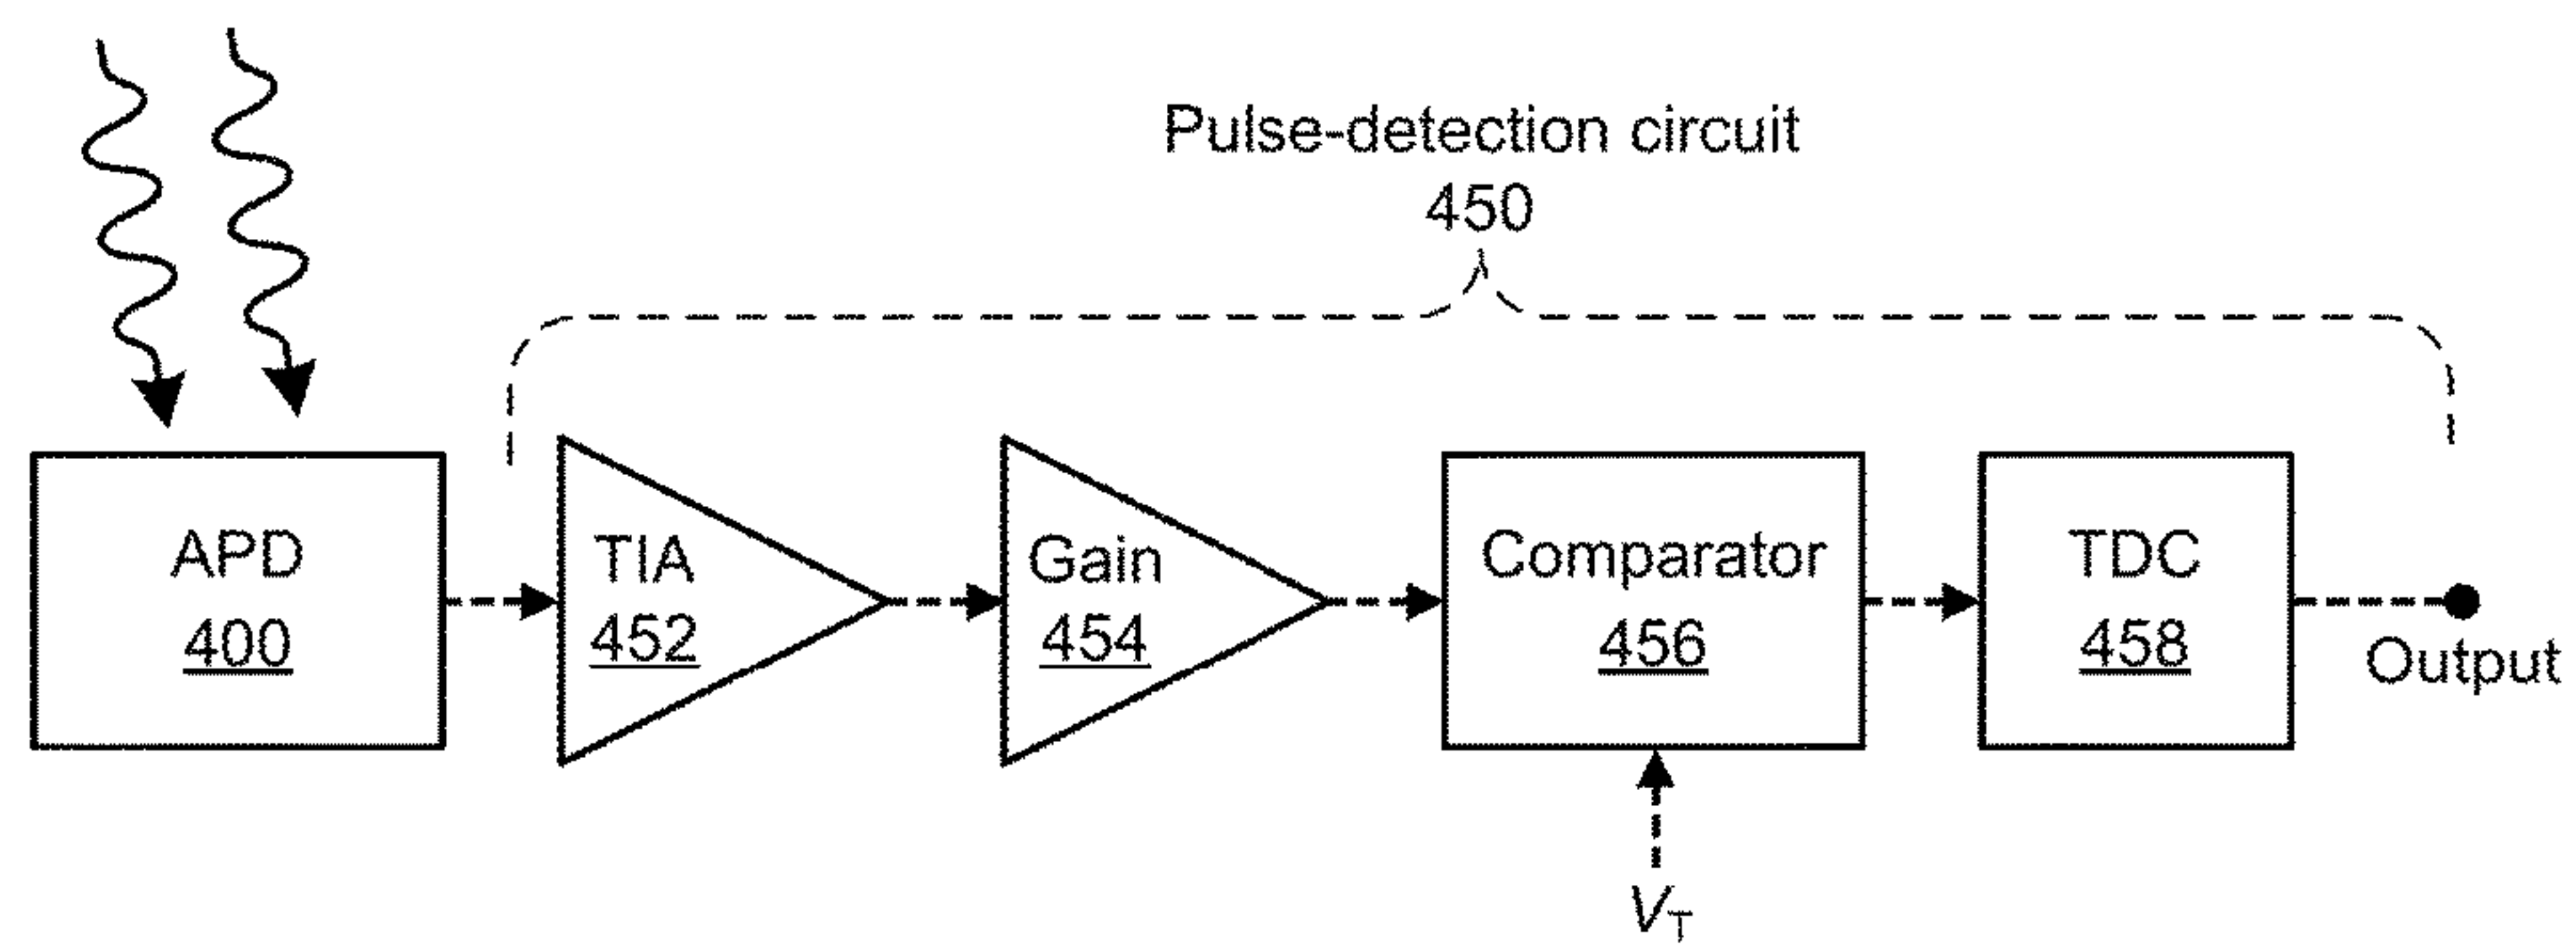 Pulse-detection circuit
450
APD
400
TIA
452
Gain
454
Comparator
456
TDC
458
Output
VT